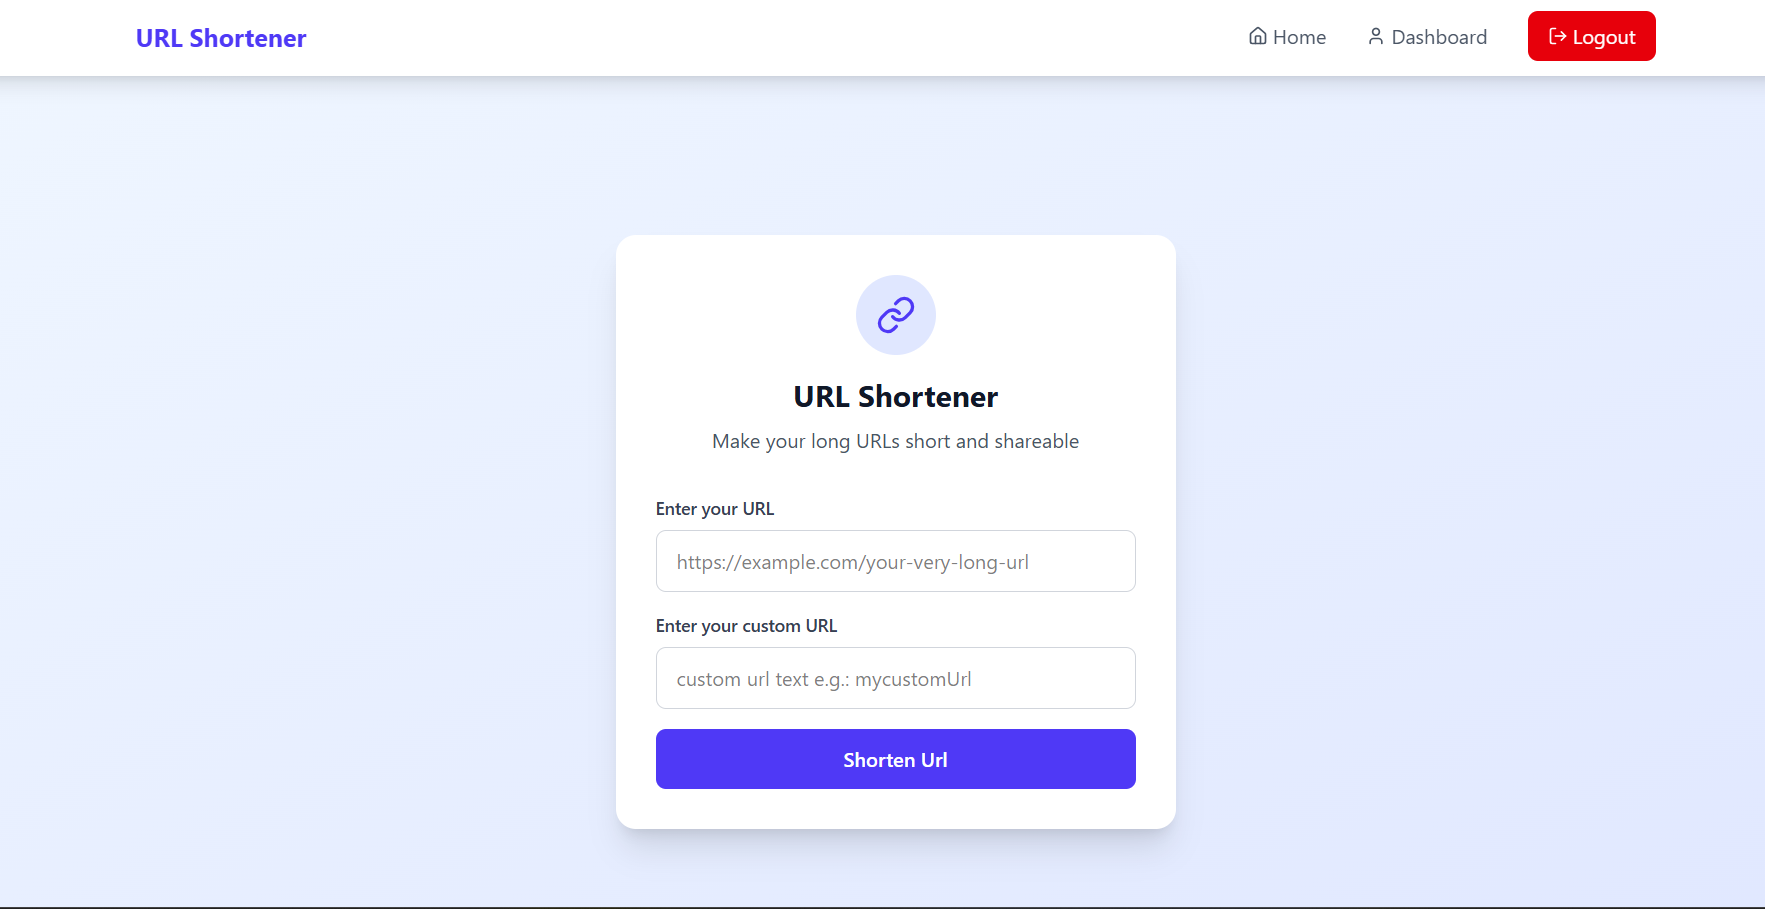 URL Shortener
Home
Dashboard
Logout
URL Shortener
Make your long URLs short and shareable
Enter your URL
https://example.com/your-very-long-url
Enter your custom URL
custom url text e.g.: mycustomUrl
Shorten Url